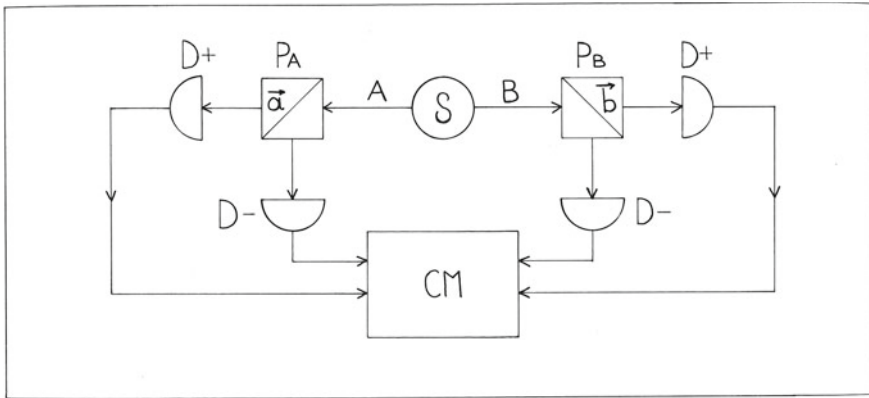 D+ PA PB D+
a⃗ A S B b⃗
D- D-
CM